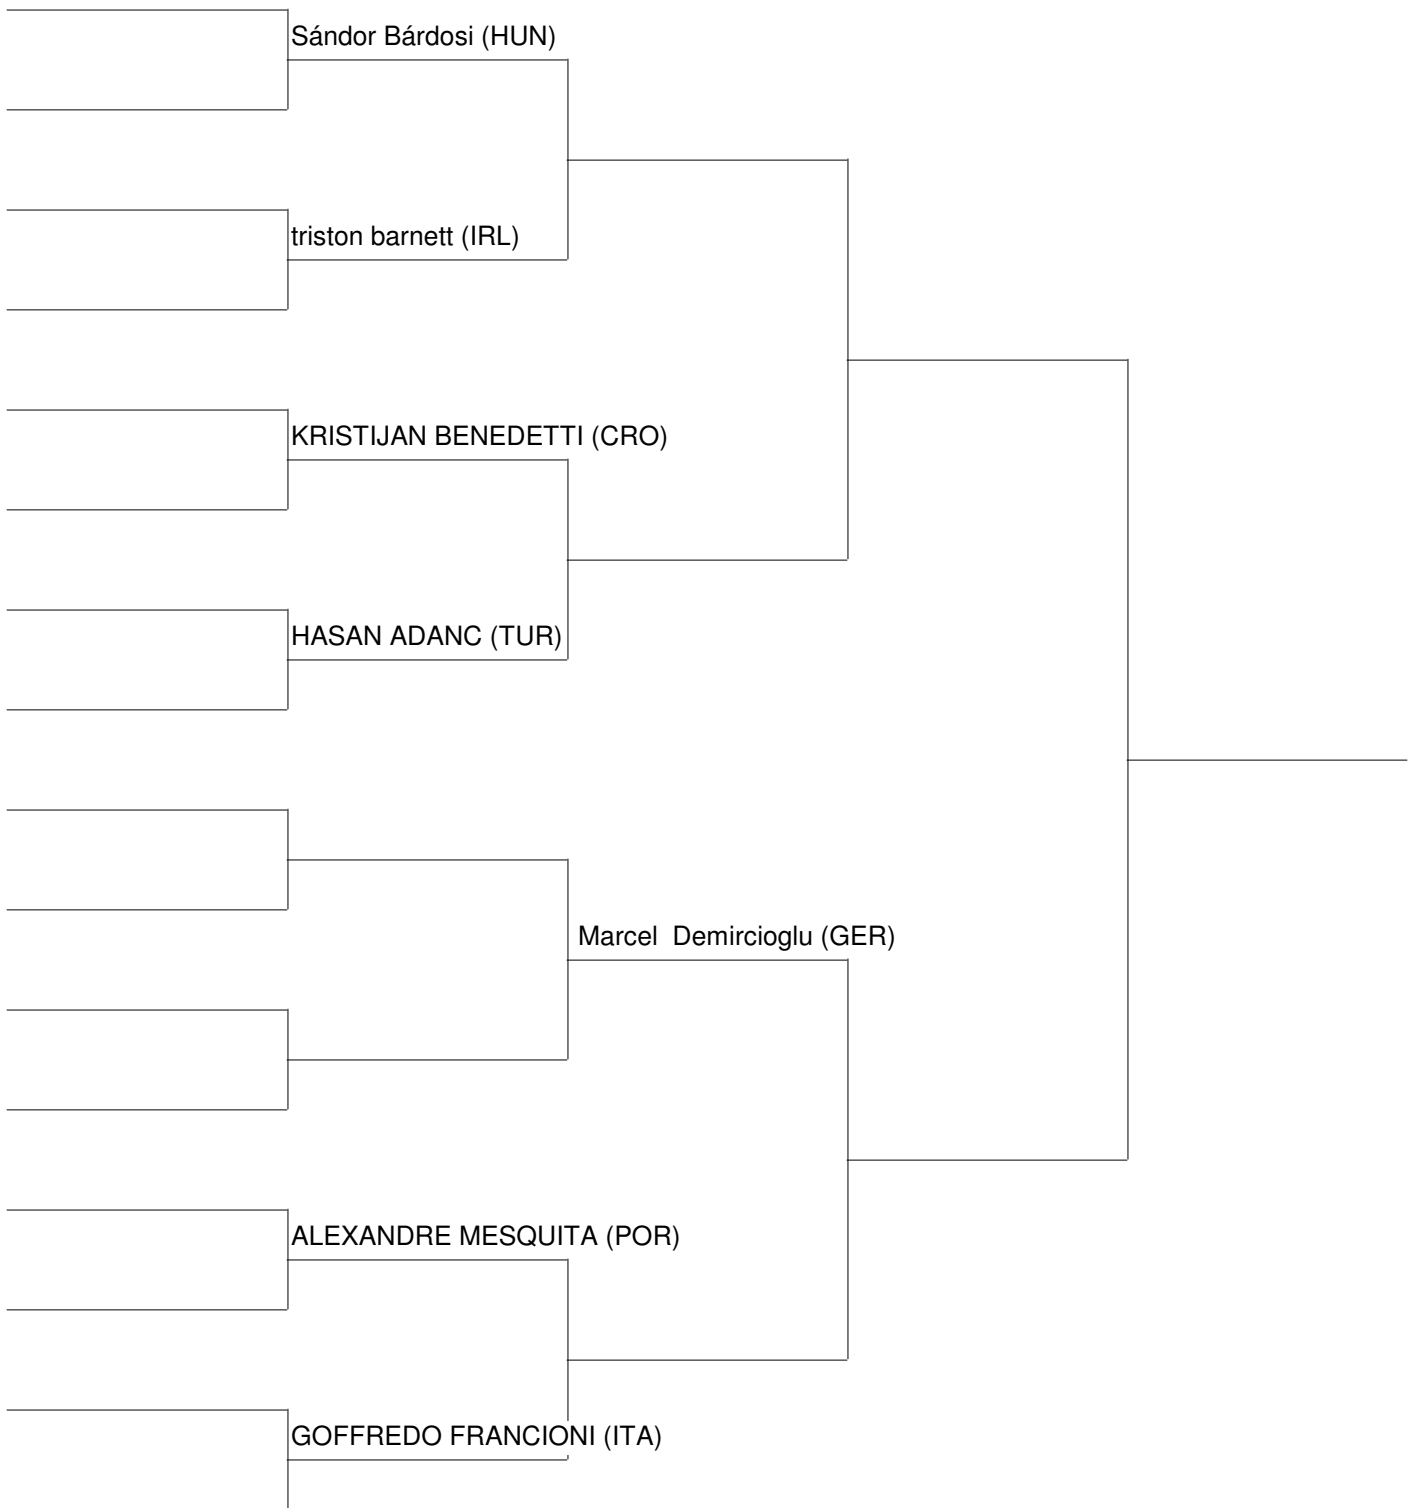 Sándor Bárdosi (HUN)
triston barnett (IRL)
KRISTIJAN BENEDETTI (CRO)
HASAN ADANC (TUR)
Marcel  Demircioglu (GER)
ALEXANDRE MESQUITA (POR)
GOFFREDO FRANCIONI (ITA)